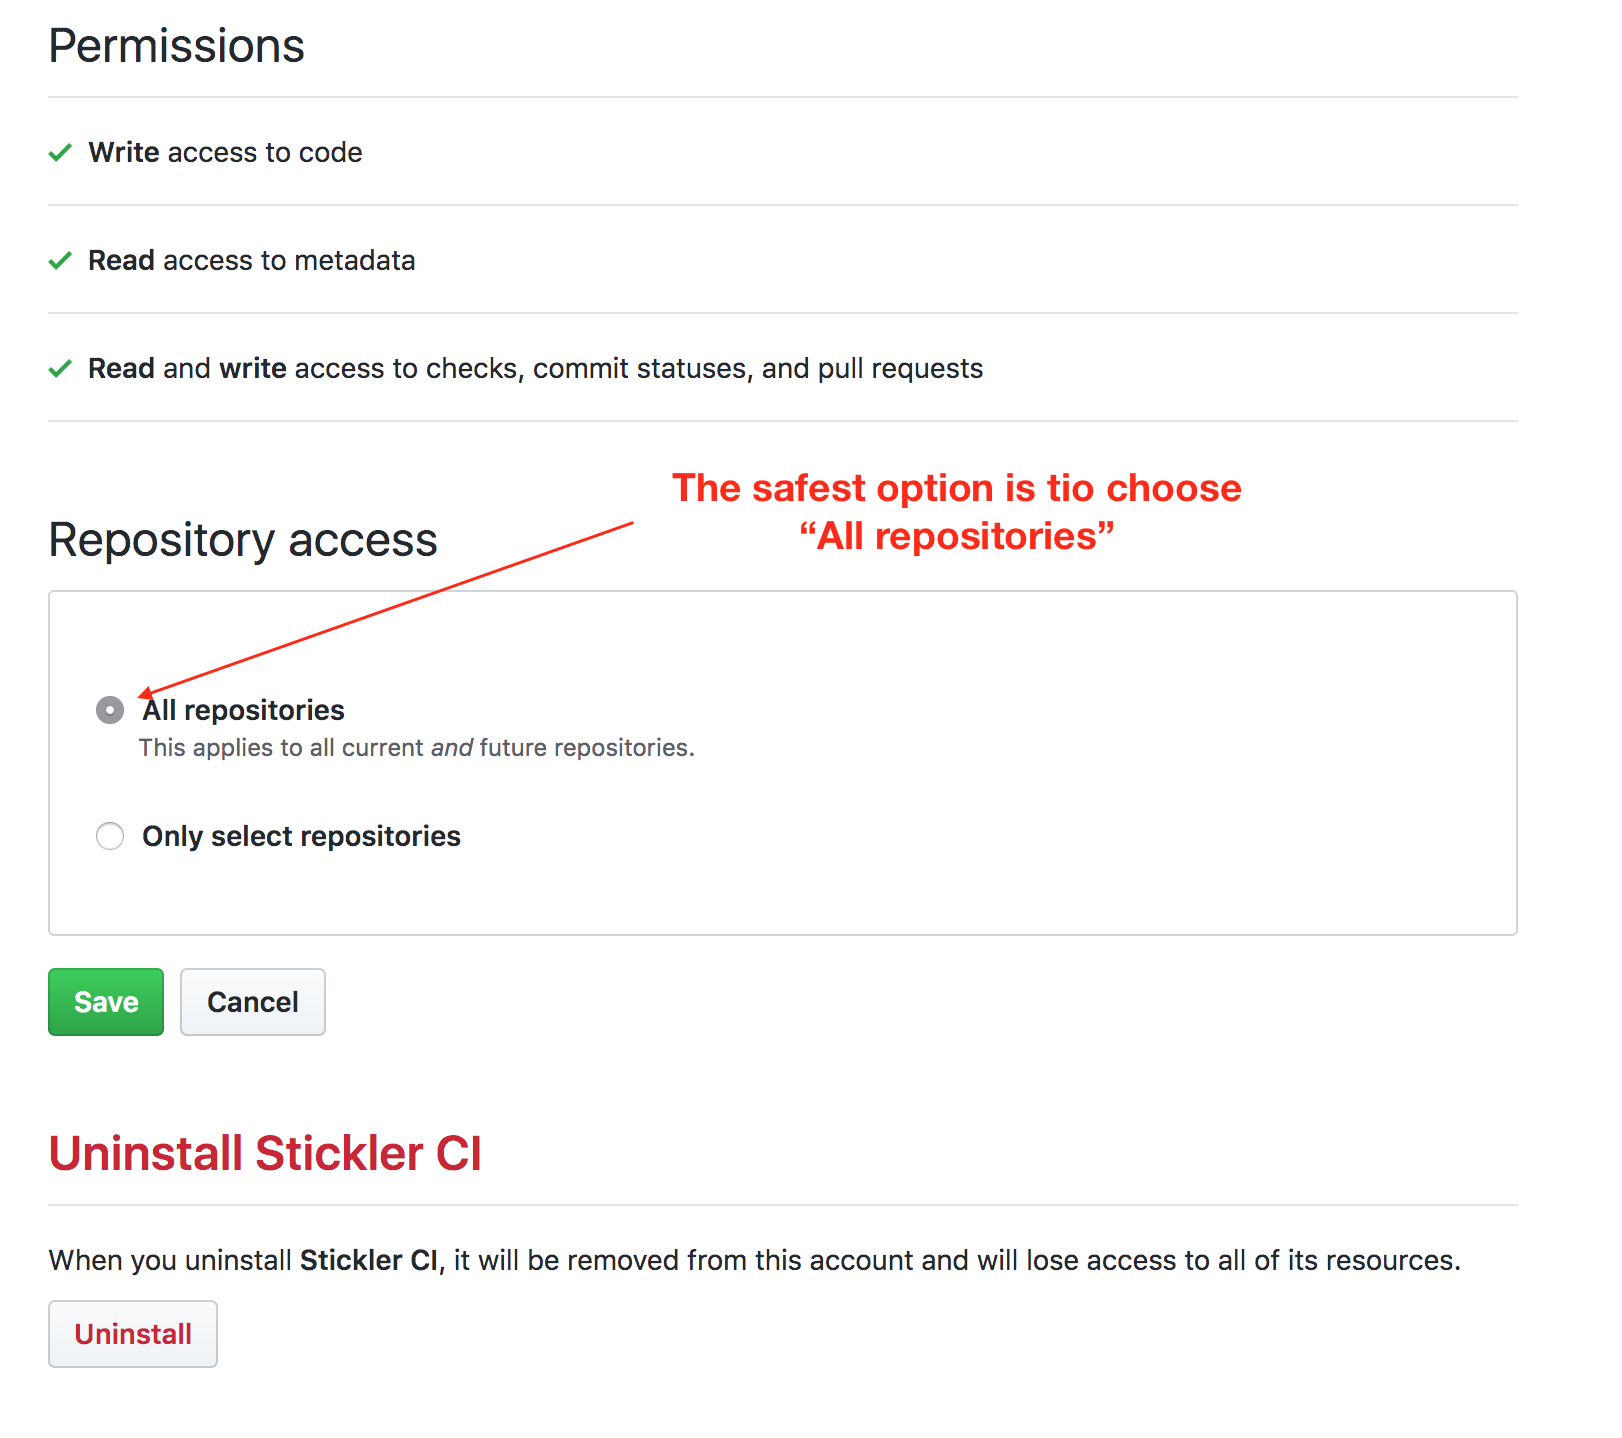 Permissions
Write access to code
Read access to metadata
Read and write access to checks, commit statuses, and pull requests
The safest option is tio choose
“All repositories”
Repository access
All repositories
This applies to all current and future repositories.
Only select repositories
Save
Cancel
Uninstall Stickler CI
When you uninstall Stickler CI, it will be removed from this account and will lose access to all of its resources.
Uninstall